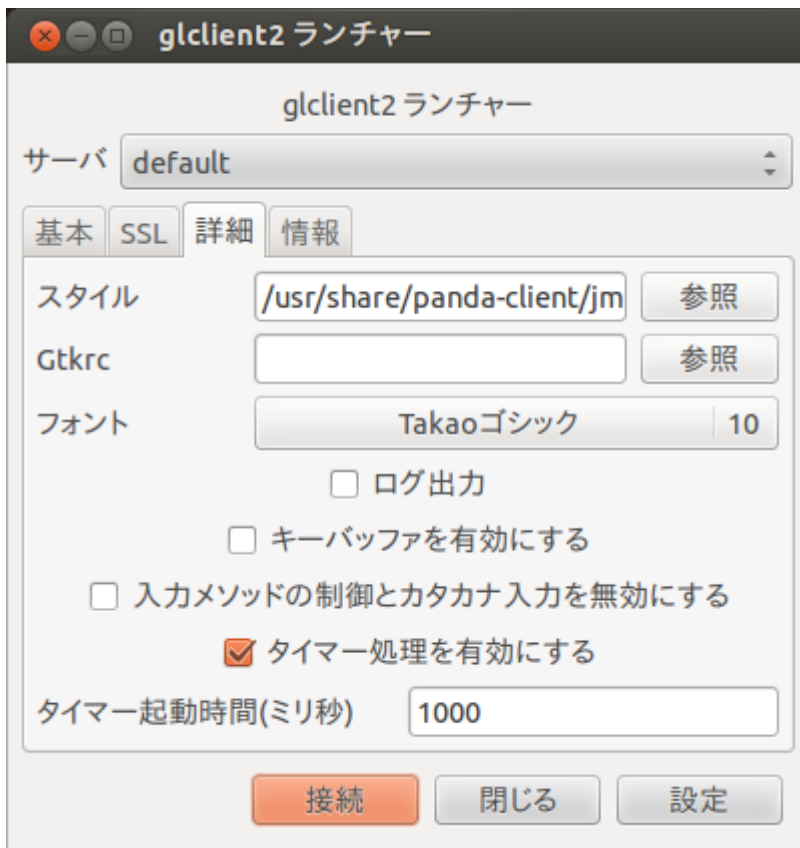 glclient2 ランチャー
glclient2 ランチャー
サーバ default
基本 SSL 詳細 情報
スタイル /usr/share/panda-client/jm 参照
Gtkrc 参照
フォント Takaoゴシック 10
ログ出力
キーバッファを有効にする
入力メソッドの制御とカタカナ入力を無効にする
タイマー処理を有効にする
タイマー起動時間(ミリ秒) 1000
接続 閉じる 設定